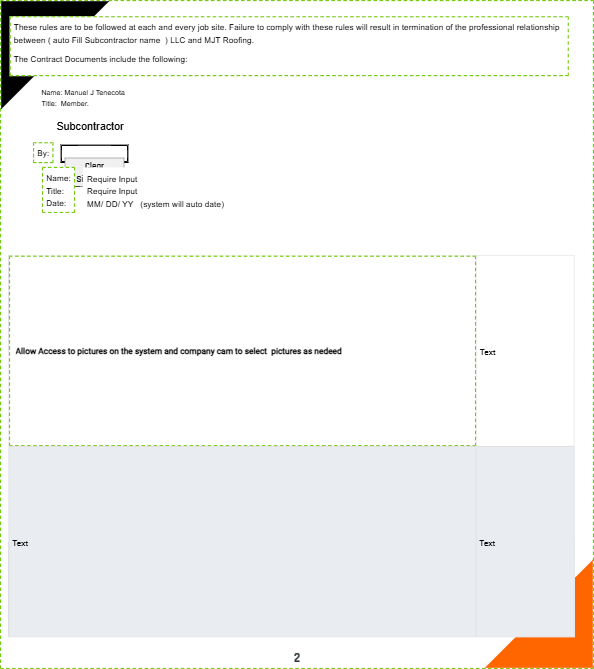 These rules are to be followed at each and every job site. Failure to comply with these rules will result in termination of the professional relationship
between ( auto Fill Subcontractor name  ) LLC and MJT Roofing.
The Contract Documents include the following:
Name: Manuel J Tenecota
Title:  Member.
Subcontractor
By:
Clear
Name: Si Require Input
Title: Require Input
Date: MM/ DD/ YY   (system will auto date)
Allow Access to pictures on the system and company cam to select  pictures as nedeed
Text
Text
Text
2